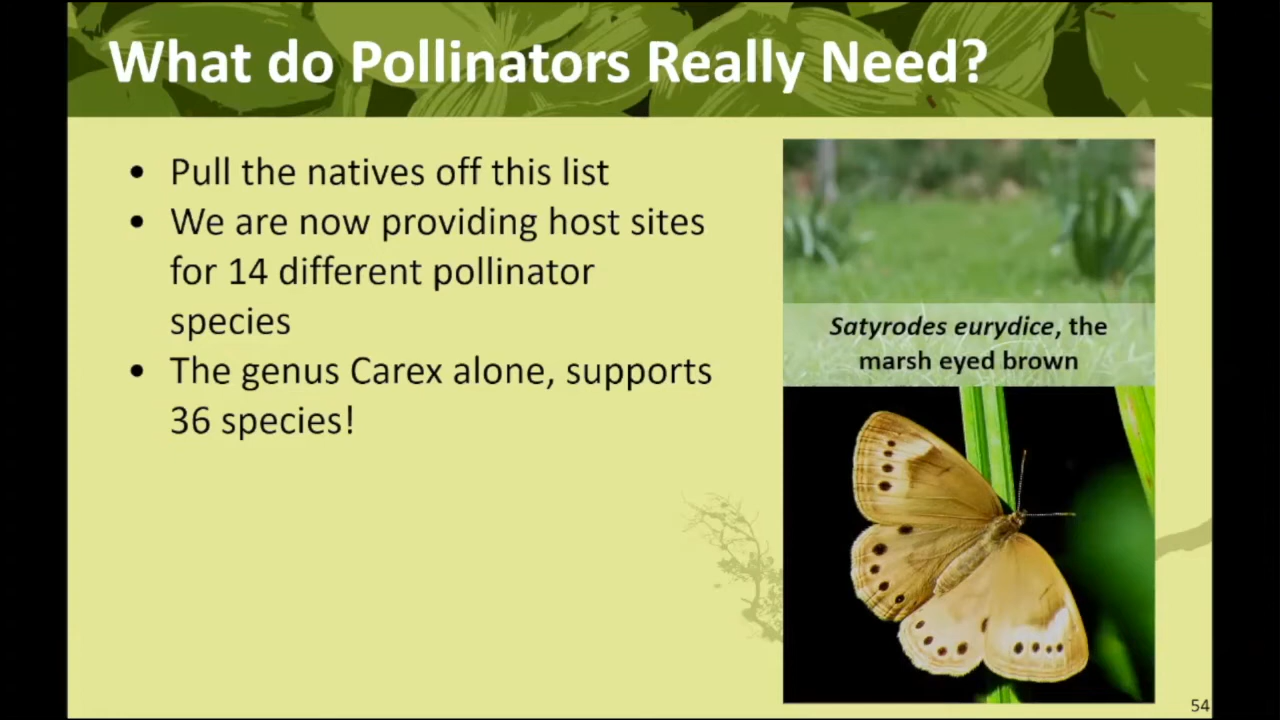 What do Pollinators Really Need?
• Pull the natives off this list
• We are now providing host sites
for 14 different pollinator
species
• The genus Carex alone, supports
36 species!
Satyrodes eurydice, the
marsh eyed brown
54